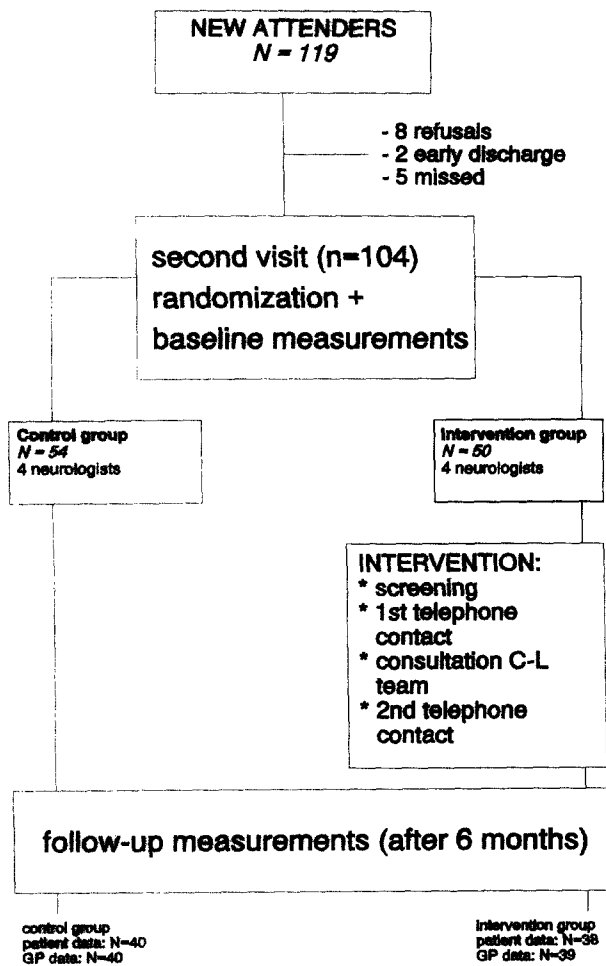 NEW ATTENDERS
N = 119
- 8 refusals
- 2 early discharge
- 5 missed
second visit (n=104)
randomization +
baseline measurements
Control group
N = 54
4 neurologists
Intervention group
N = 50
4 neurologists
INTERVENTION:
* screening
* 1st telephone
contact
* consultation C-L
team
* 2nd telephone
contact
follow-up measurements (after 6 months)
control group
patient data: N=40
GP data: N=40
intervention group
patient data: N=38
GP data: N=39